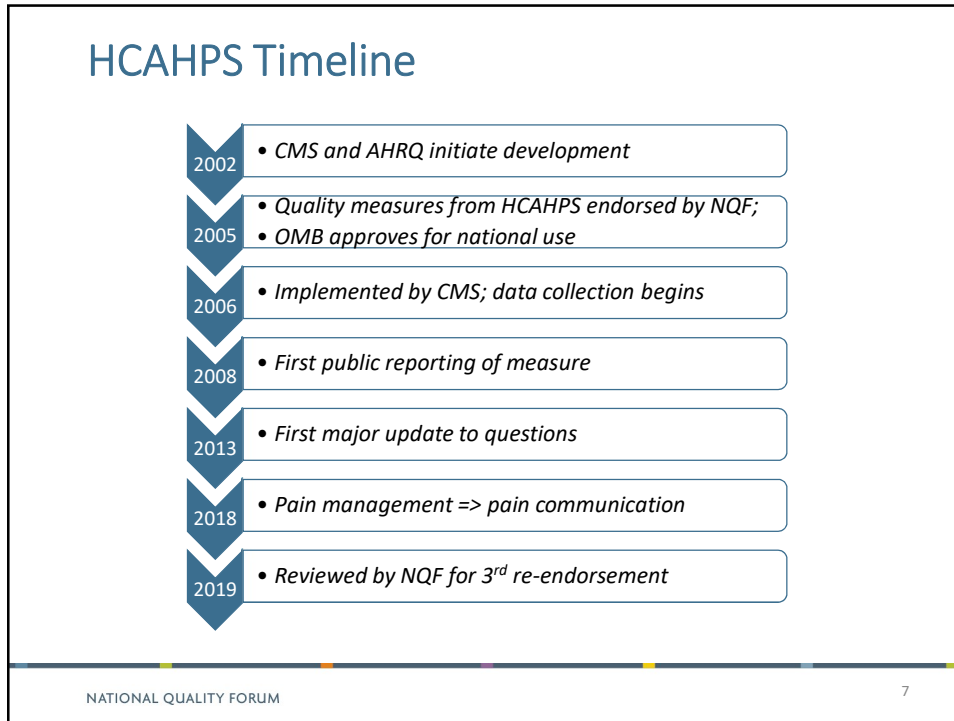 HCAHPS Timeline
2002
• CMS and AHRQ initiate development
2005
• Quality measures from HCAHPS endorsed by NQF;
• OMB approves for national use
2006
• Implemented by CMS; data collection begins
2008
• First public reporting of measure
2013
• First major update to questions
2018
• Pain management => pain communication
2019
• Reviewed by NQF for 3rd re-endorsement
NATIONAL QUALITY FORUM
7